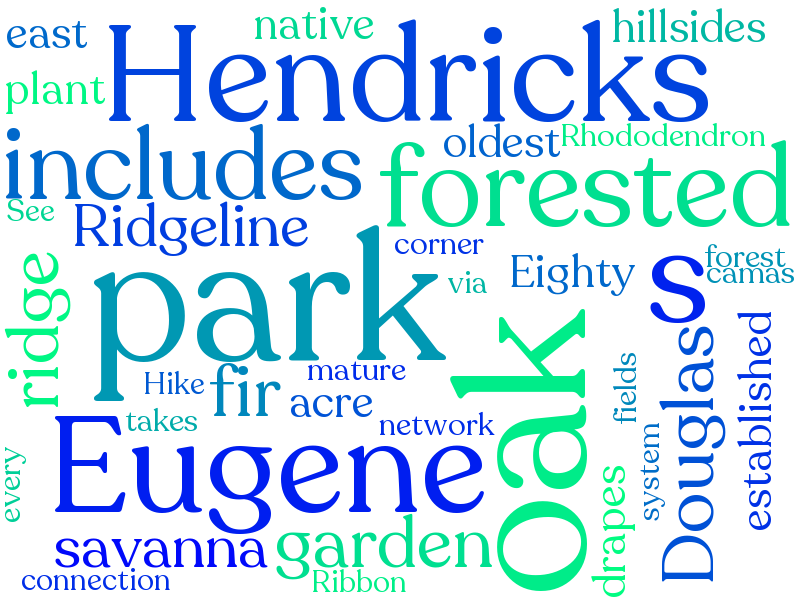 east
native
hillsides
plant
Hendricks
includes
oldest
Rhododendron
forested
See
Ridgeline
corner
forest
camas
via
Eighty
s
ridge
park
oak
Hike
fir
mature
acre
takes
network
fields
Douglas
established
every
Eugene
system
drapes
savanna
garden
connection
Ribbon